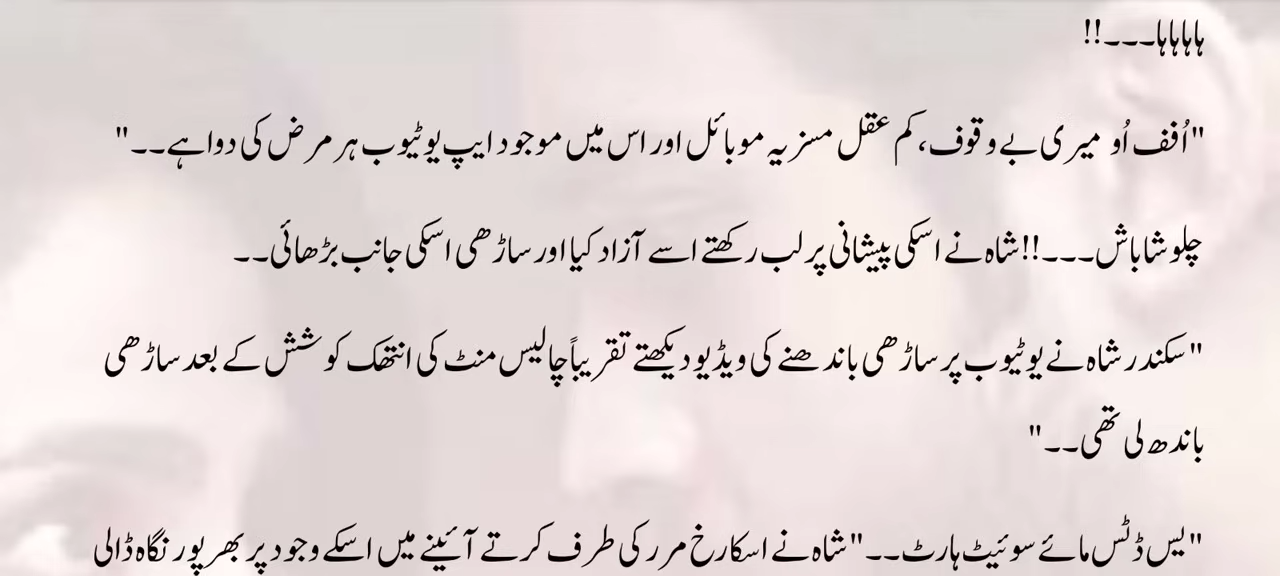 ہاہاہاہا۔۔۔!!
"اُفف اُو میری بے وقوف، کم عقل مسز یہ موبائل اور اس میں موجود ایپ یوٹیوب ہر مرض کی دوا ہے۔۔"
چلو شاباش۔۔۔!! شاہ نے اسکی پیشانی پر لب رکھتے اسے آزاد کیا اور ساڑھی اسکی جانب بڑھائی۔۔
"سکندر شاہ نے یوٹیوب پر ساڑھی باندھنے کی ویڈیو دیکھتے تقریباً چالیس منٹ کی انتھک کوشش کے بعد ساڑھی
باندھ لی تھی۔۔"
"یس ڈٹس مائے سوئیٹ ہارٹ۔۔" شاہ نے اسکا رخ مرر کی طرف کرتے آئینے میں اسکے وجود پر بھرپور نگاہ ڈالی